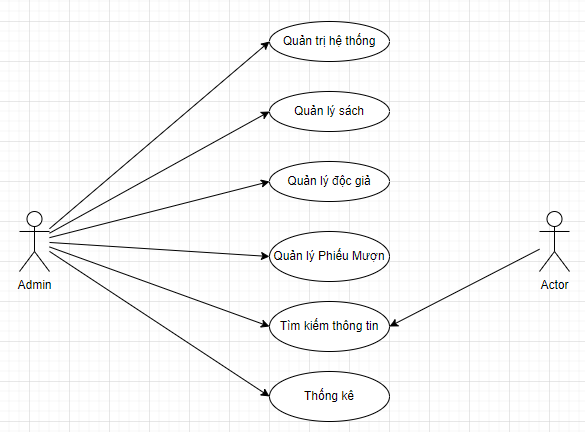 Quản trị hệ thống
Quản lý sách
Quản lý độc giả
Quản lý Phiếu Mượn
Admin
Actor
Tìm kiếm thông tin
Thống kê